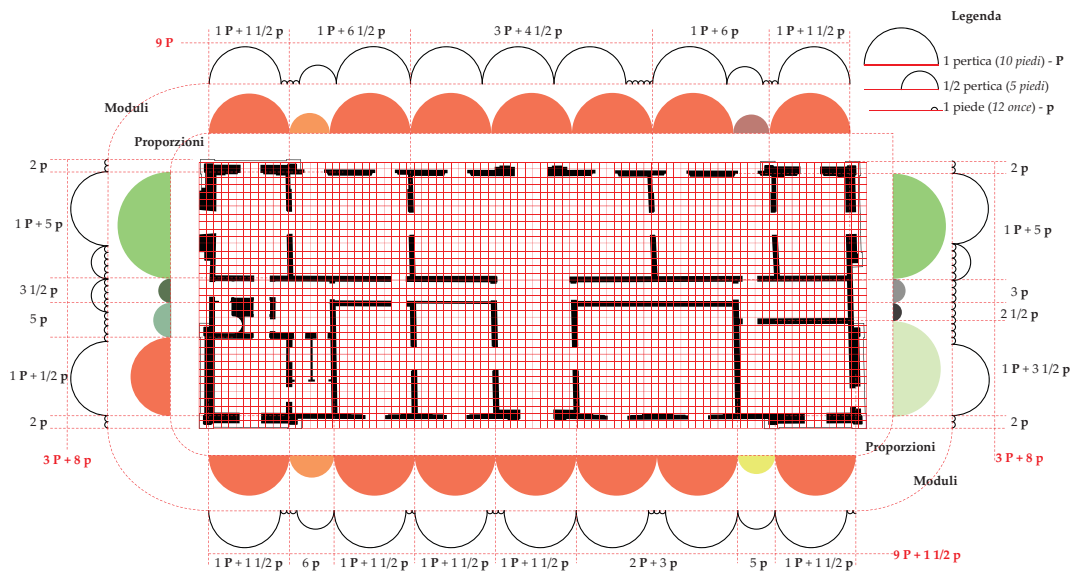 Legenda
1 pertica (10 piedi) - P
1/2 pertica (5 piedi)
1 piede (12 once) - p
9 P
1 P + 1 1/2 p
1 P + 6 1/2 p
3 P + 4 1/2 p
1 P + 6 p
1 P + 1 1/2 p
Moduli
Proporzioni
2 p
1 P + 5 p
3 1/2 p
5 p
1 P + 1/2 p
2 p
3 P + 8 p
2 p
1 P + 5 p
3 p
2 1/2 p
1 P + 3 1/2 p
2 p
3 P + 8 p
Proporzioni
Moduli
1 P + 1 1/2 p
6 p
1 P + 1 1/2 p
1 P + 1 1/2 p
1 P + 1 1/2 p
2 P + 3 p
5 p
1 P + 1 1/2 p
9 P + 1 1/2 p